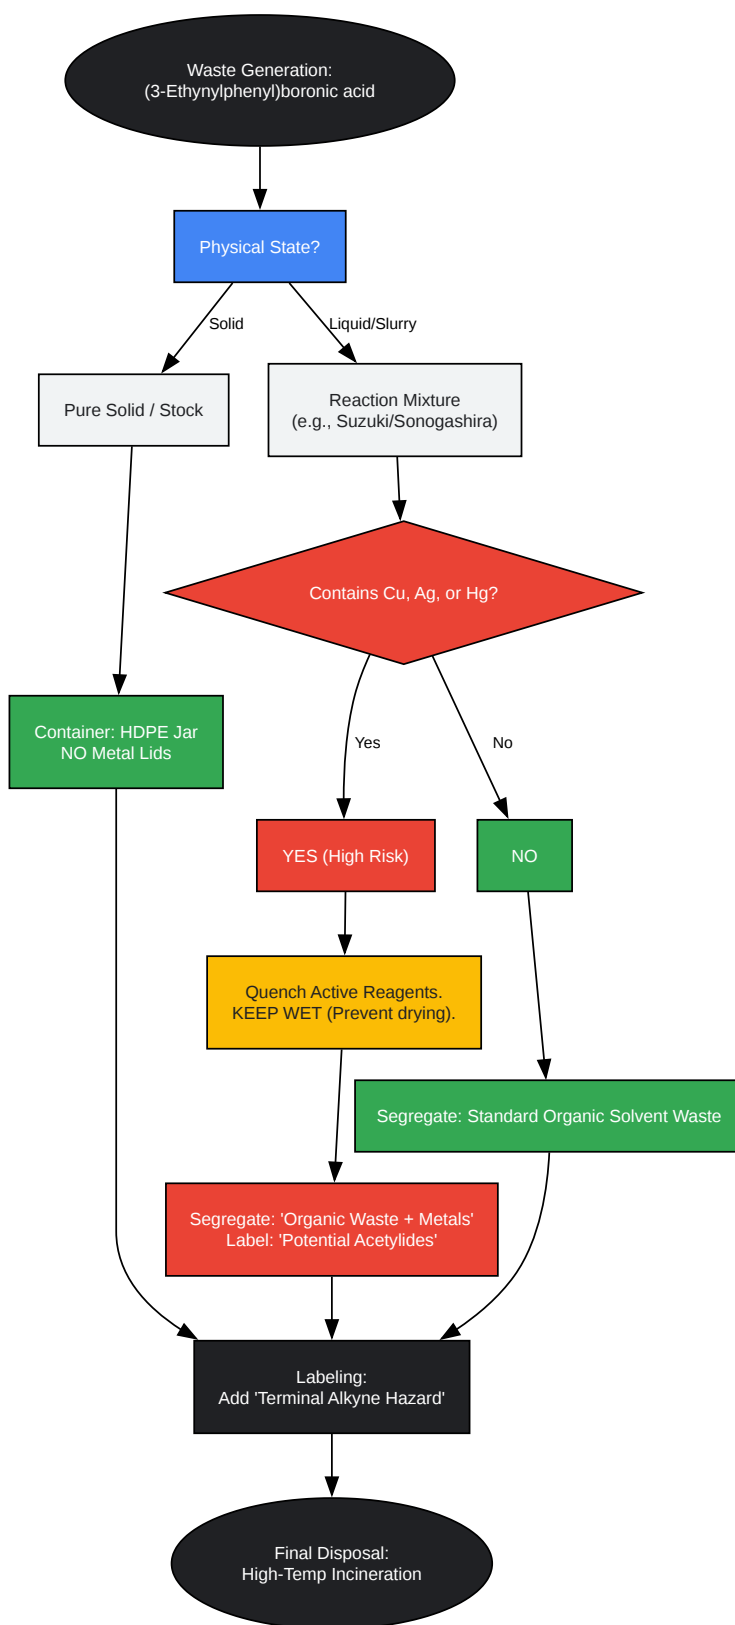 Waste Generation:
(3-Ethynylphenyl)boronic acid
Physical State?
Solid
Liquid/Slurry
Pure Solid / Stock
Reaction Mixture
(e.g., Suzuki/Sonogashira)
Contains Cu, Ag, or Hg?
Container: HDPE Jar
NO Metal Lids
Yes
No
YES (High Risk)
NO
Quench Active Reagents.
KEEP WET (Prevent drying).
Segregate: Standard Organic Solvent Waste
Segregate: 'Organic Waste + Metals'
Label: 'Potential Acetylides'
Labeling:
Add 'Terminal Alkyne Hazard'
Final Disposal:
High-Temp Incineration